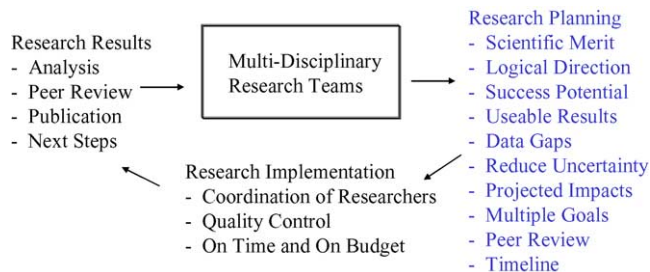 Research Results
- Analysis
- Peer Review
- Publication
- Next Steps
Multi-Disciplinary
Research Teams
Research Planning
- Scientific Merit
- Logical Direction
- Success Potential
- Useable Results
- Data Gaps
- Reduce Uncertainty
- Projected Impacts
- Multiple Goals
- Peer Review
- Timeline
Research Implementation
- Coordination of Researchers
- Quality Control
- On Time and On Budget